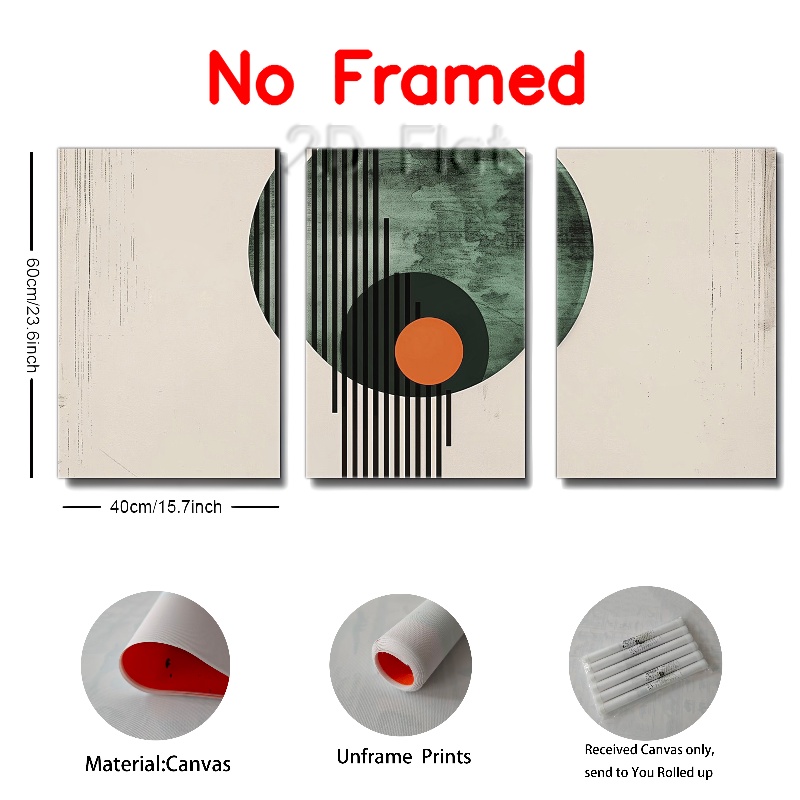 No Framed
2D Flat
60cm/23.6inch
40cm/15.7inch
Material:Canvas
Unframe Prints
Received Canvas only,
send to You Rolled up